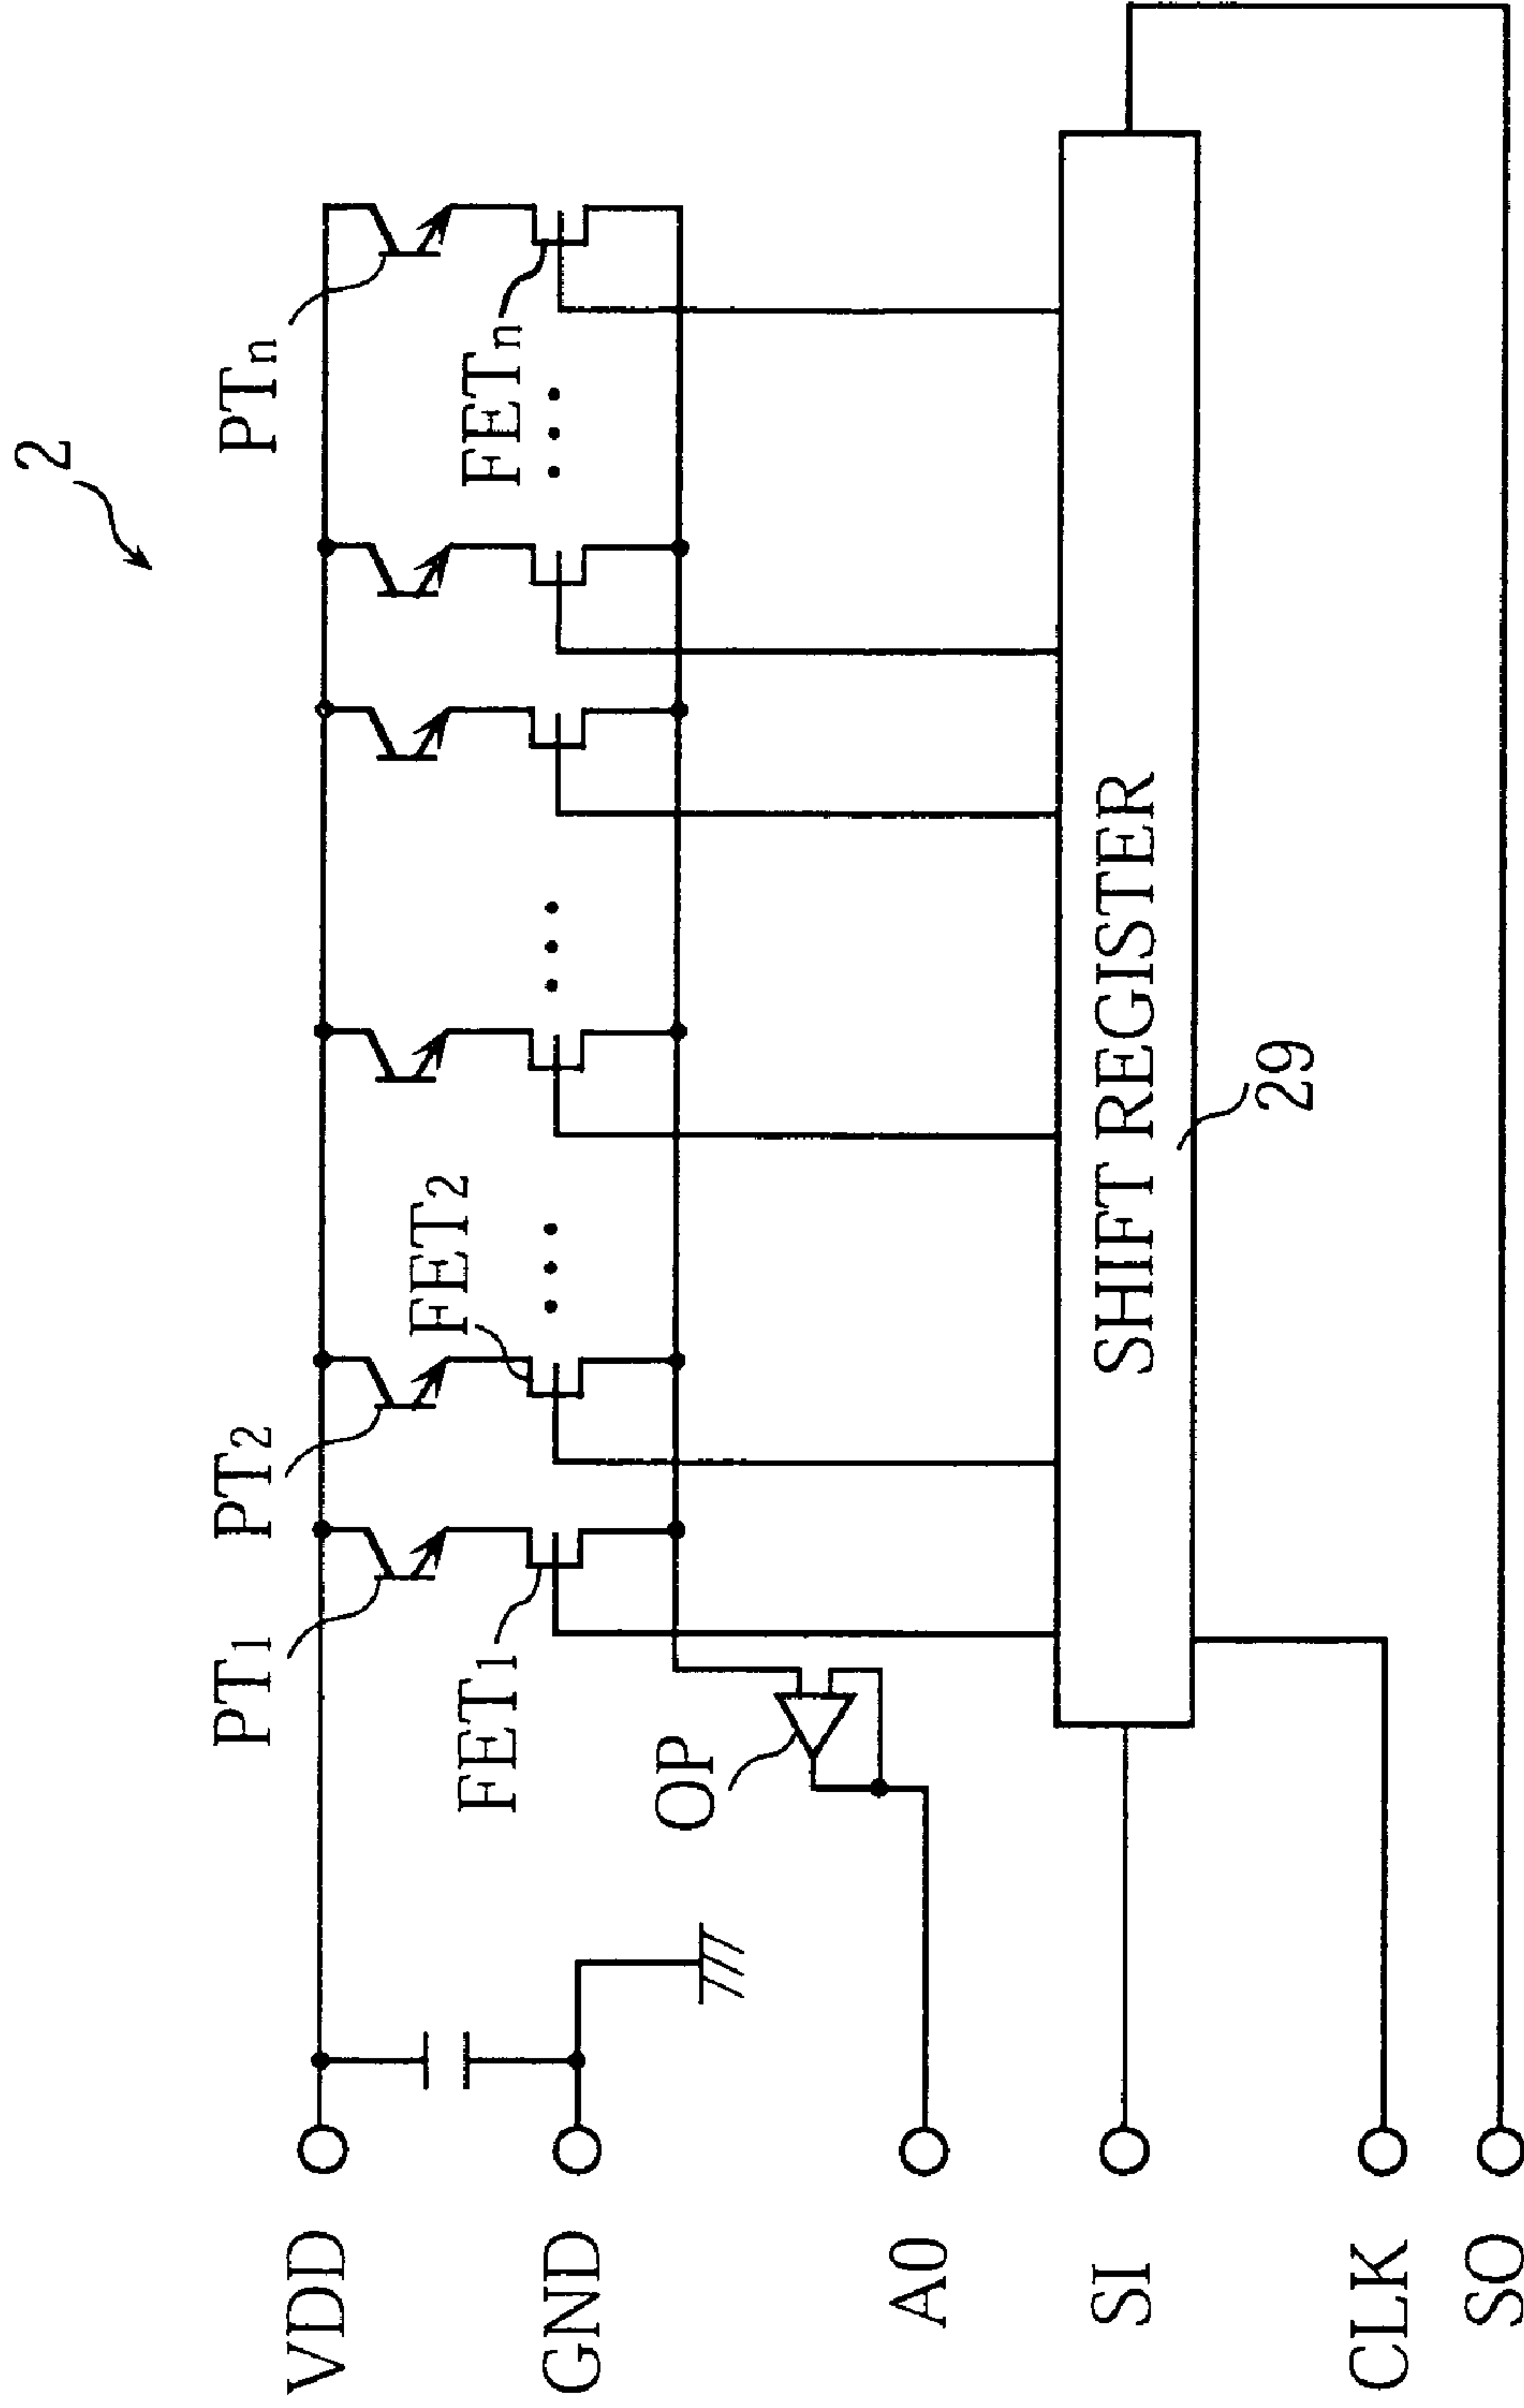 2
PT1
PT2
PTn
FET1
FET2
FETn
OP
VDD
GND
A0
SI
CLK
SO
SHIFT REGISTER
29